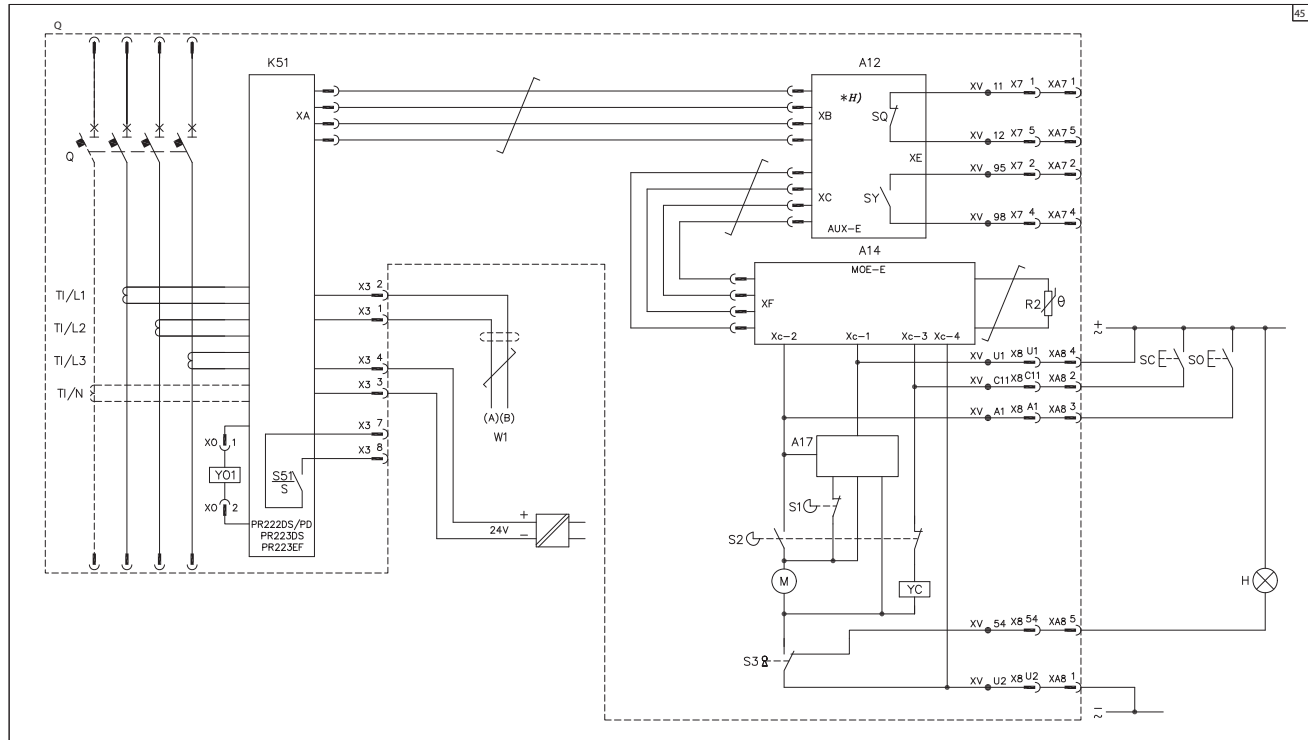 45
Q
K51
A12
XA
*H)
XB
SQ
XE
XC
SY
AUX-E
XV 11 X7 1 XA7 1
XV 12 X7 5 XA7 5
XV 95 X7 2 XA7 2
XV 98 X7 4 XA7 4
Q
A14
MOE-E
XF
R2 θ
Xc-2 Xc-1 Xc-3 Xc-4
TI/L1
TI/L2
TI/L3
TI/N
X3 2
X3 1
X3 4
X3 3
X3 7
X3 8
(A)(B)
W1
+
~
XV U1 X8 U1 XA8 4
XV C11 X8 C11 XA8 2
XV A1 X8 A1 XA8 3
SC
SO
A17
XO 1
YO1
XO 2
S51
S
PR222DS/PD
PR223DS
PR223EF
+
24V
–
S1
S2
M
YC
H
XV 54 X8 54 XA8 5
S3
XV U2 X8 U2 XA8 1
–
~